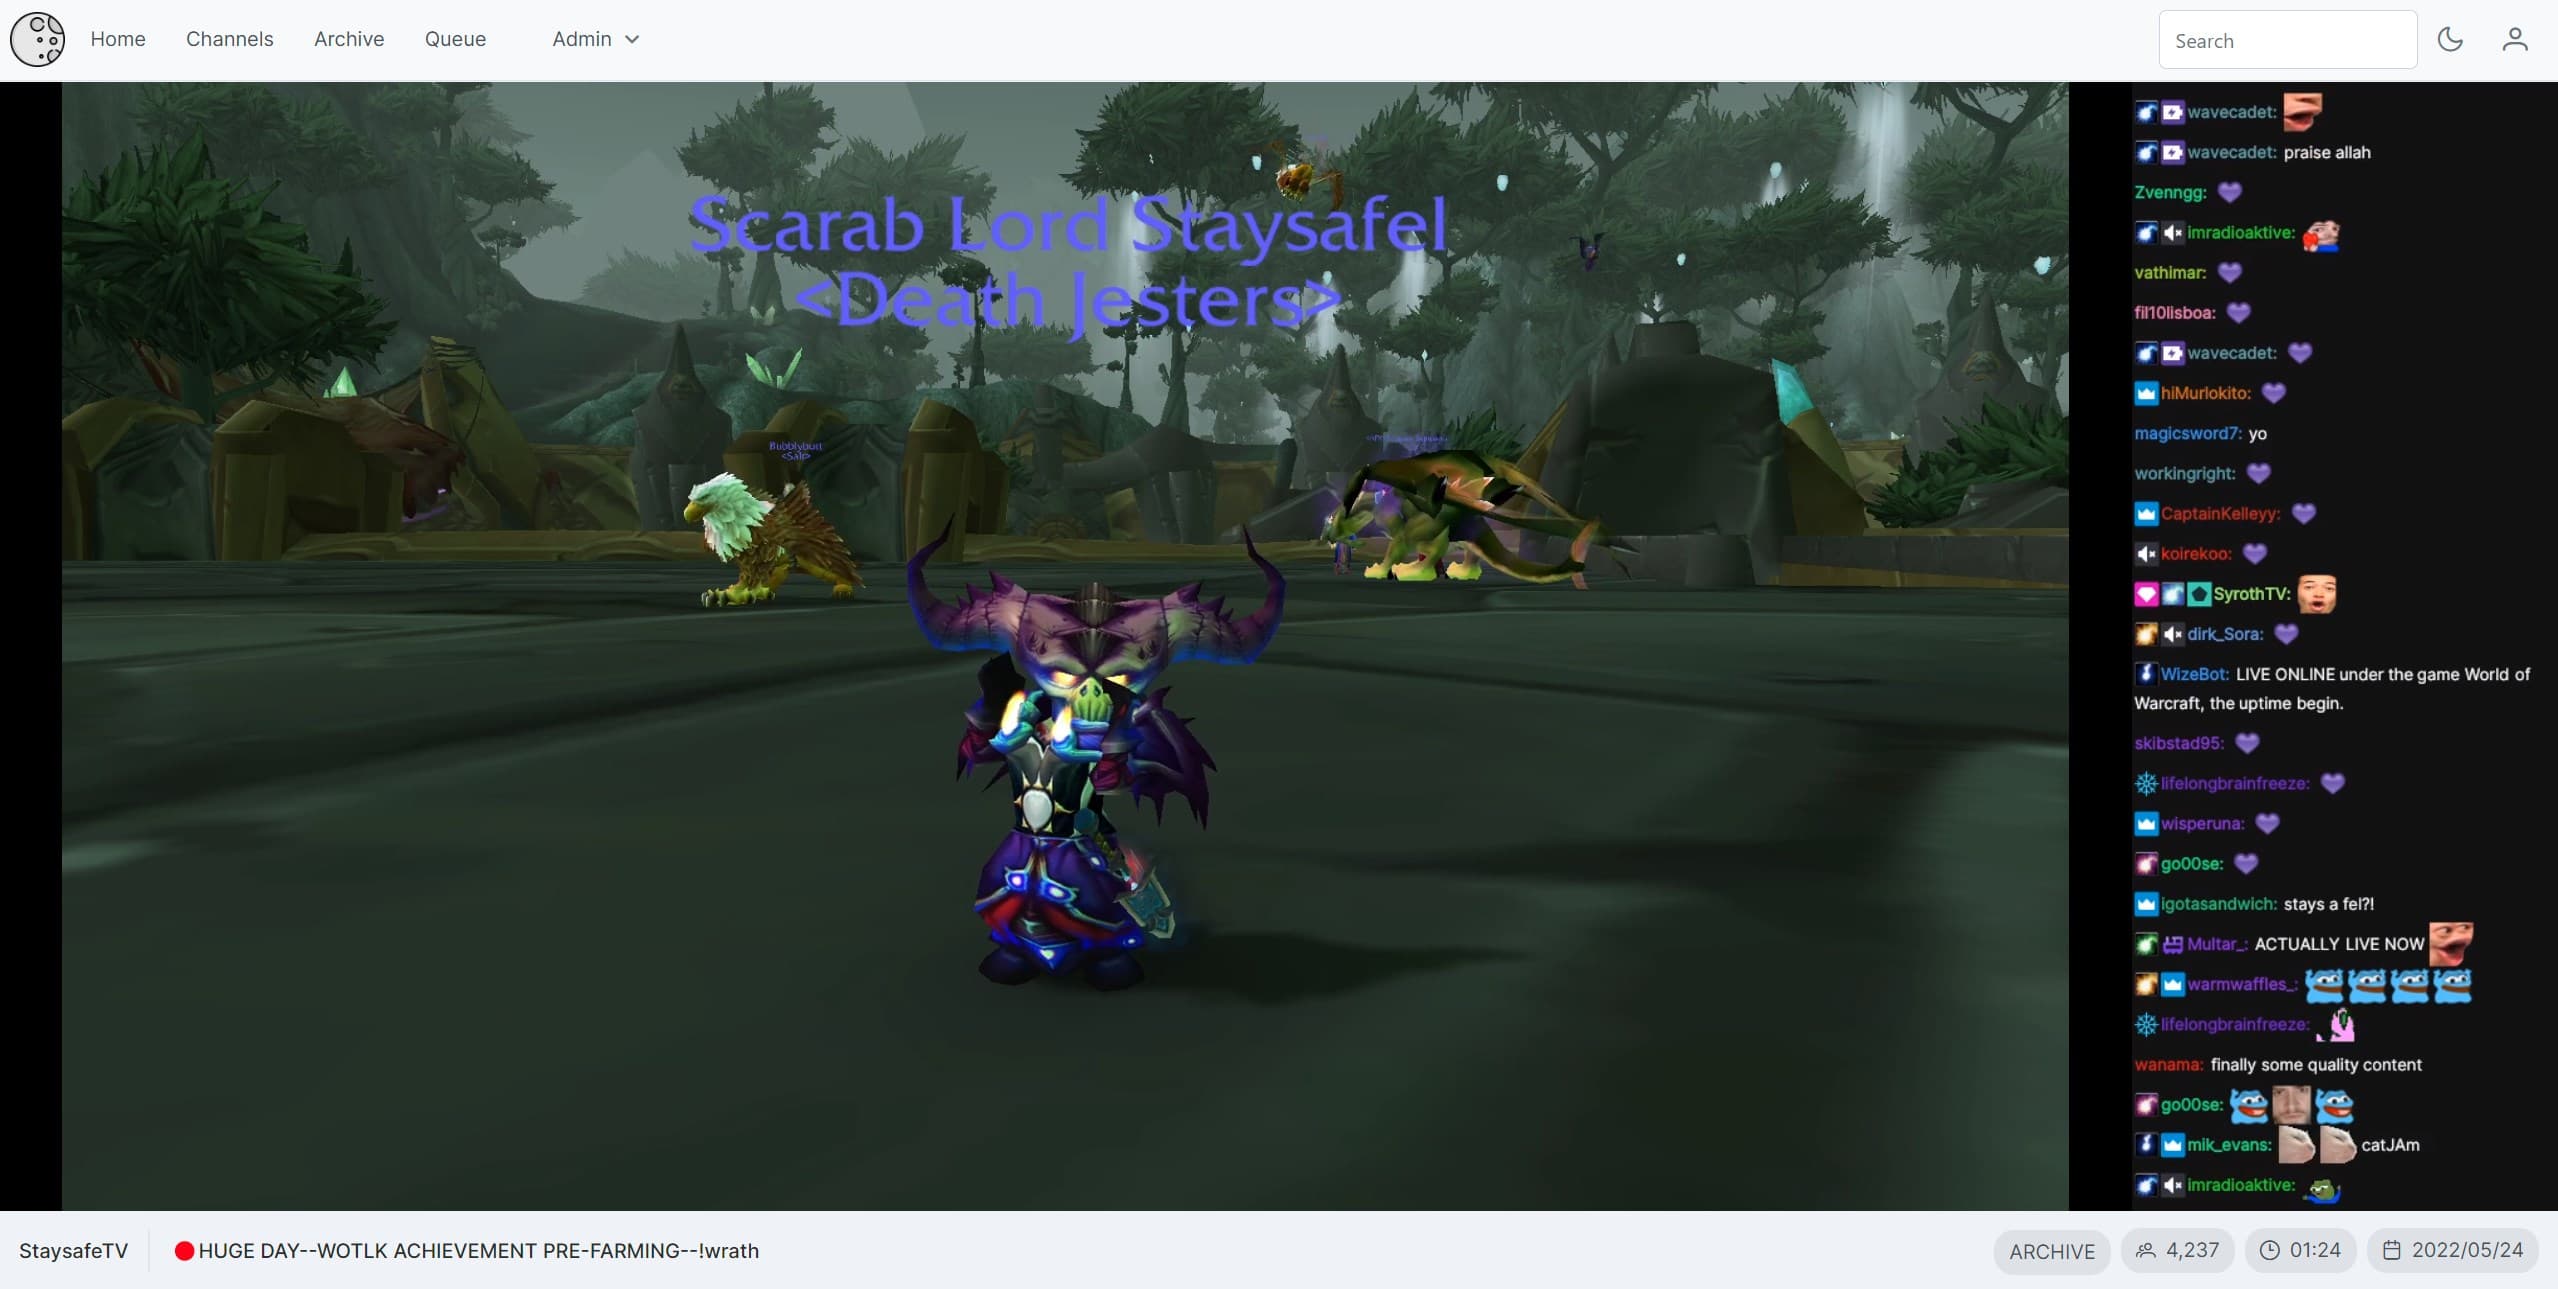 Home
Channels
Archive
Queue
Admin
Search
Scarab Lord Staysafel
<Death Jesters>
Bubblybutt
<Salt>
wavecadet:
wavecadet: praise allah
Zvenngg:
imradioaktive:
vathimar:
fil10lisboa:
wavecadet:
hiMurlokito:
magicsword7: yo
workingright:
CaptainKelleyy:
koirekoo:
SyrothTV:
dirk_Sora:
WizeBot: LIVE ONLINE under the game World of
Warcraft, the uptime begin.
skibstad95:
lifelongbrainfreeze:
wisperuna:
go00se:
igotasandwich: stays a fel?!
Multar_: ACTUALLY LIVE NOW
warmwaffles_:
lifelongbrainfreeze:
wanama: finally some quality content
go00se:
mik_evans: catJAm
imradioaktive:
StaysafeTV
HUGE DAY--WOTLK ACHIEVEMENT PRE-FARMING--!wrath
ARCHIVE
4,237
01:24
2022/05/24